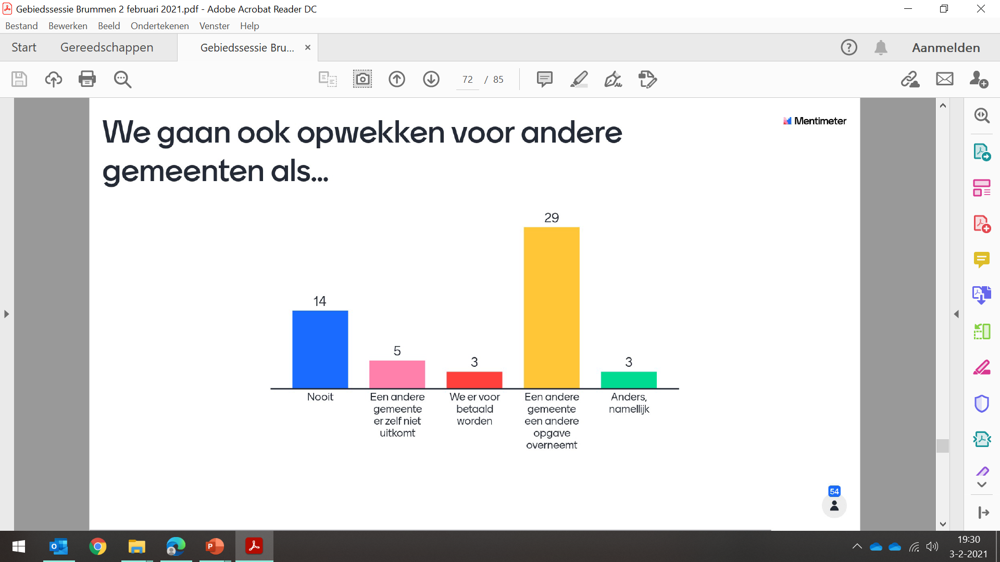 Gebiedssessie Brummen 2 februari 2021.pdf - Adobe Acrobat Reader DC
Bestand Bewerken Beeld Ondertekenen Venster Help
Start Gereedschappen Gebiedssessie Bru... × Aanmelden
72 / 85
We gaan ook opwekken voor andere
gemeenten als...
Mentimeter
29
14
5
3
3
Nooit
Een andere
gemeente
er zelf niet
uitkomt
We er voor
betaald
worden
Een andere
gemeente
een andere
opgave
overneemt
Anders,
namelijk
54
19:30
3-2-2021